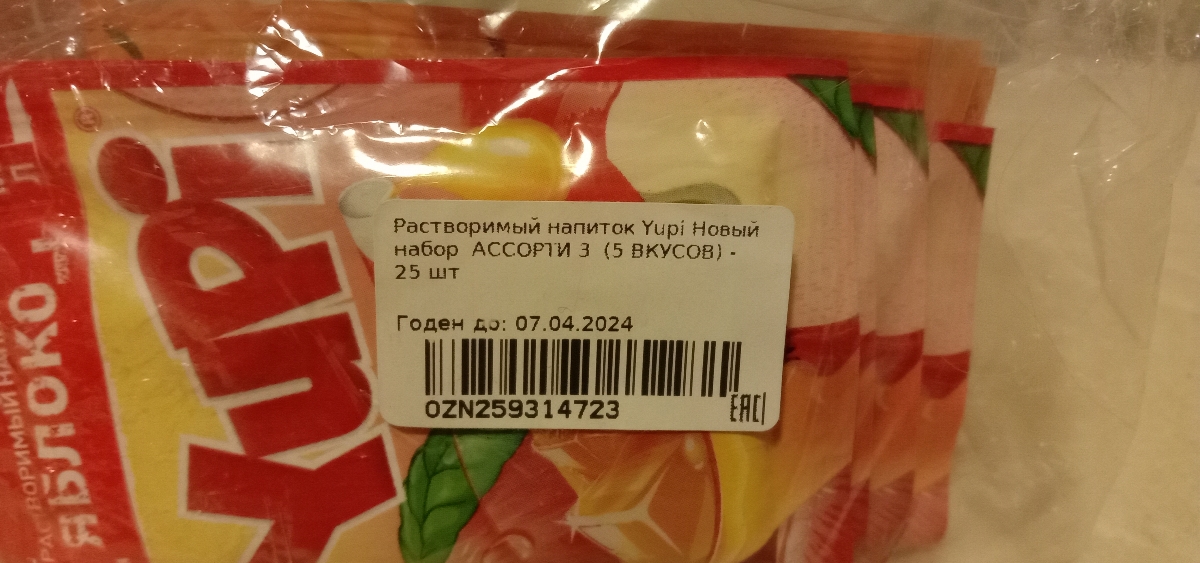 Растворимый напиток Yupi Новый
набор АССОРТИ 3 (5 ВКУСОВ) -
25 шт
Годен до: 07.04.2024
OZN259314723
EAC
Yupi
®
ЯБЛОКО +